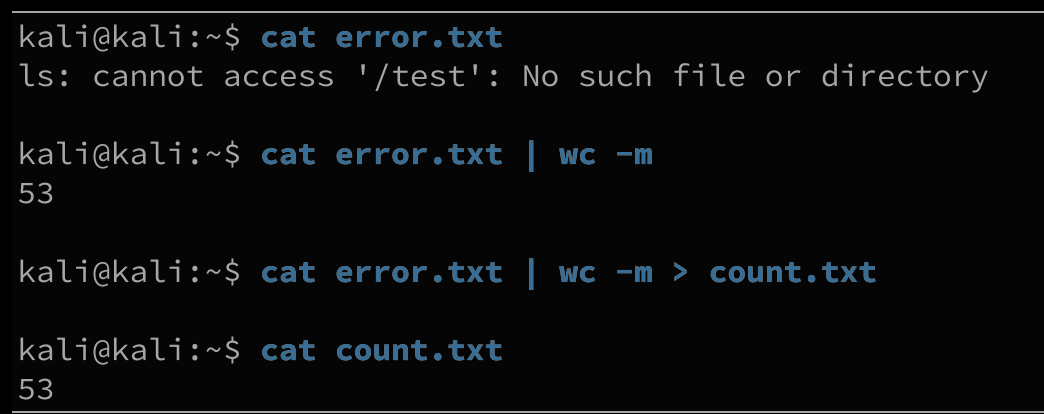 kali@kali:~$ cat error.txt
ls: cannot access '/test': No such file or directory
kali@kali:~$ cat error.txt | wc -m
53
kali@kali:~$ cat error.txt | wc -m > count.txt
kali@kali:~$ cat count.txt
53